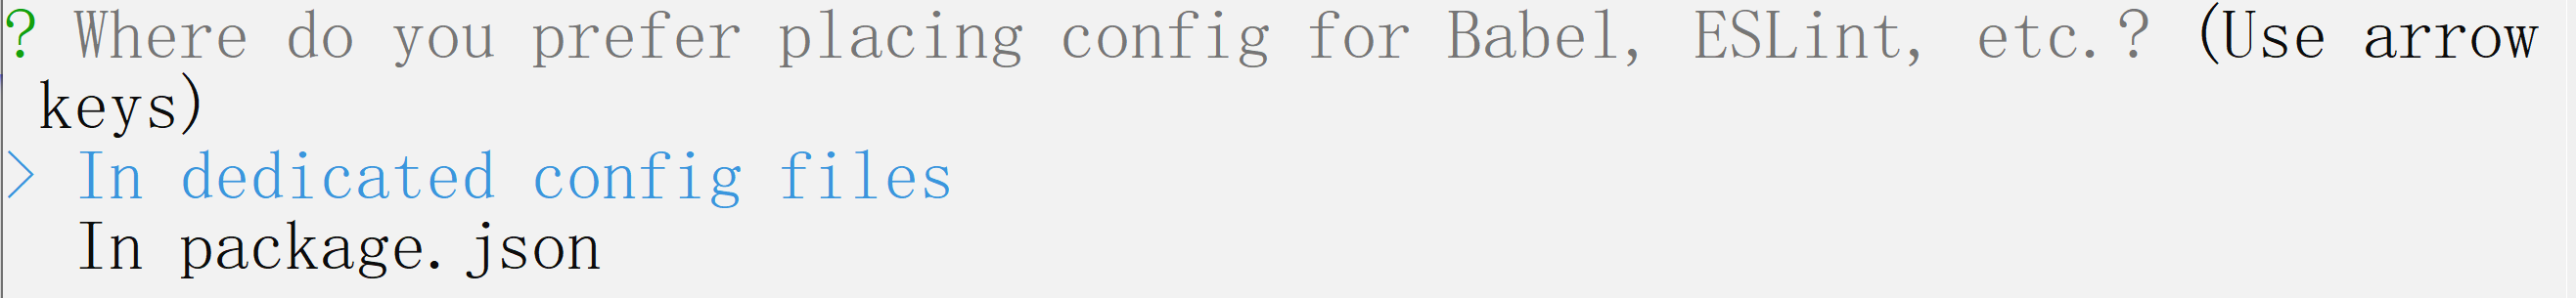 ? Where do you prefer placing config for Babel, ESLint, etc.? (Use arrow
keys)
> In dedicated config files
In package.json